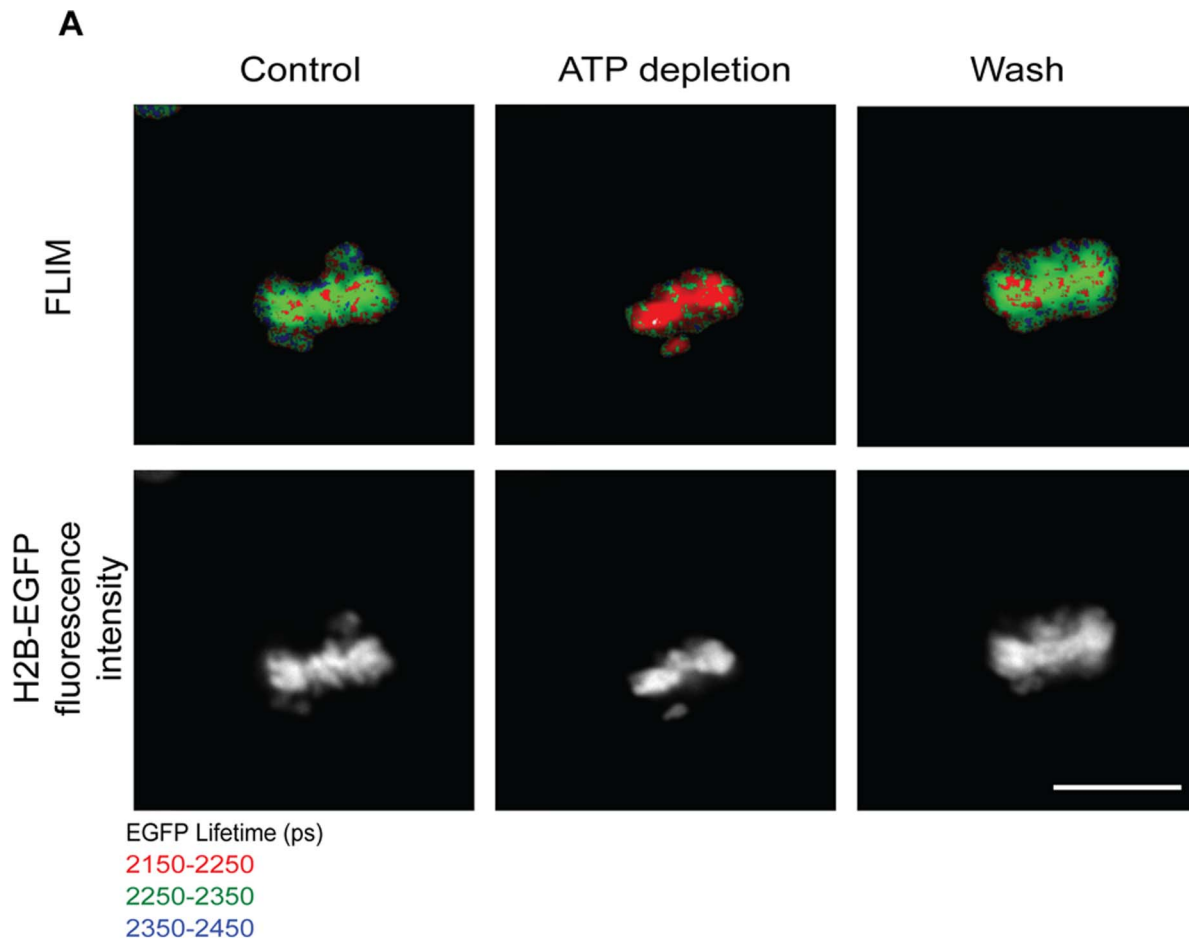 A
Control
ATP depletion
Wash
FLIM
H2B-EGFP
fluorescence
intensity
EGFP Lifetime (ps)
2150-2250
2250-2350
2350-2450